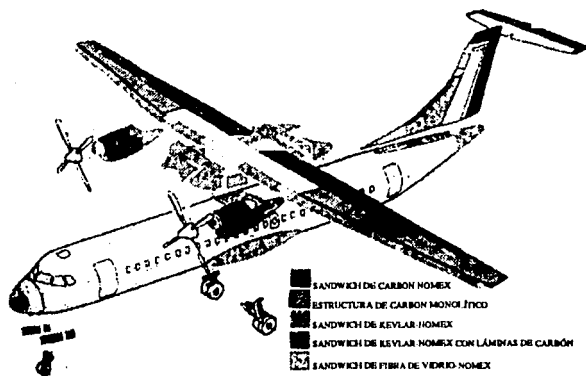 SANDWICH DE CARBON NOMEX
ESTRUCTURA DE CARBON MONOLÍTICO
SANDWICH DE KEVLAR-NOMEX
SANDWICH DE KEVLAR-NOMEX CON LÁMINAS DE CARBÓN
SANDWICH DE FIBRA DE VIDRIO-NOMEX